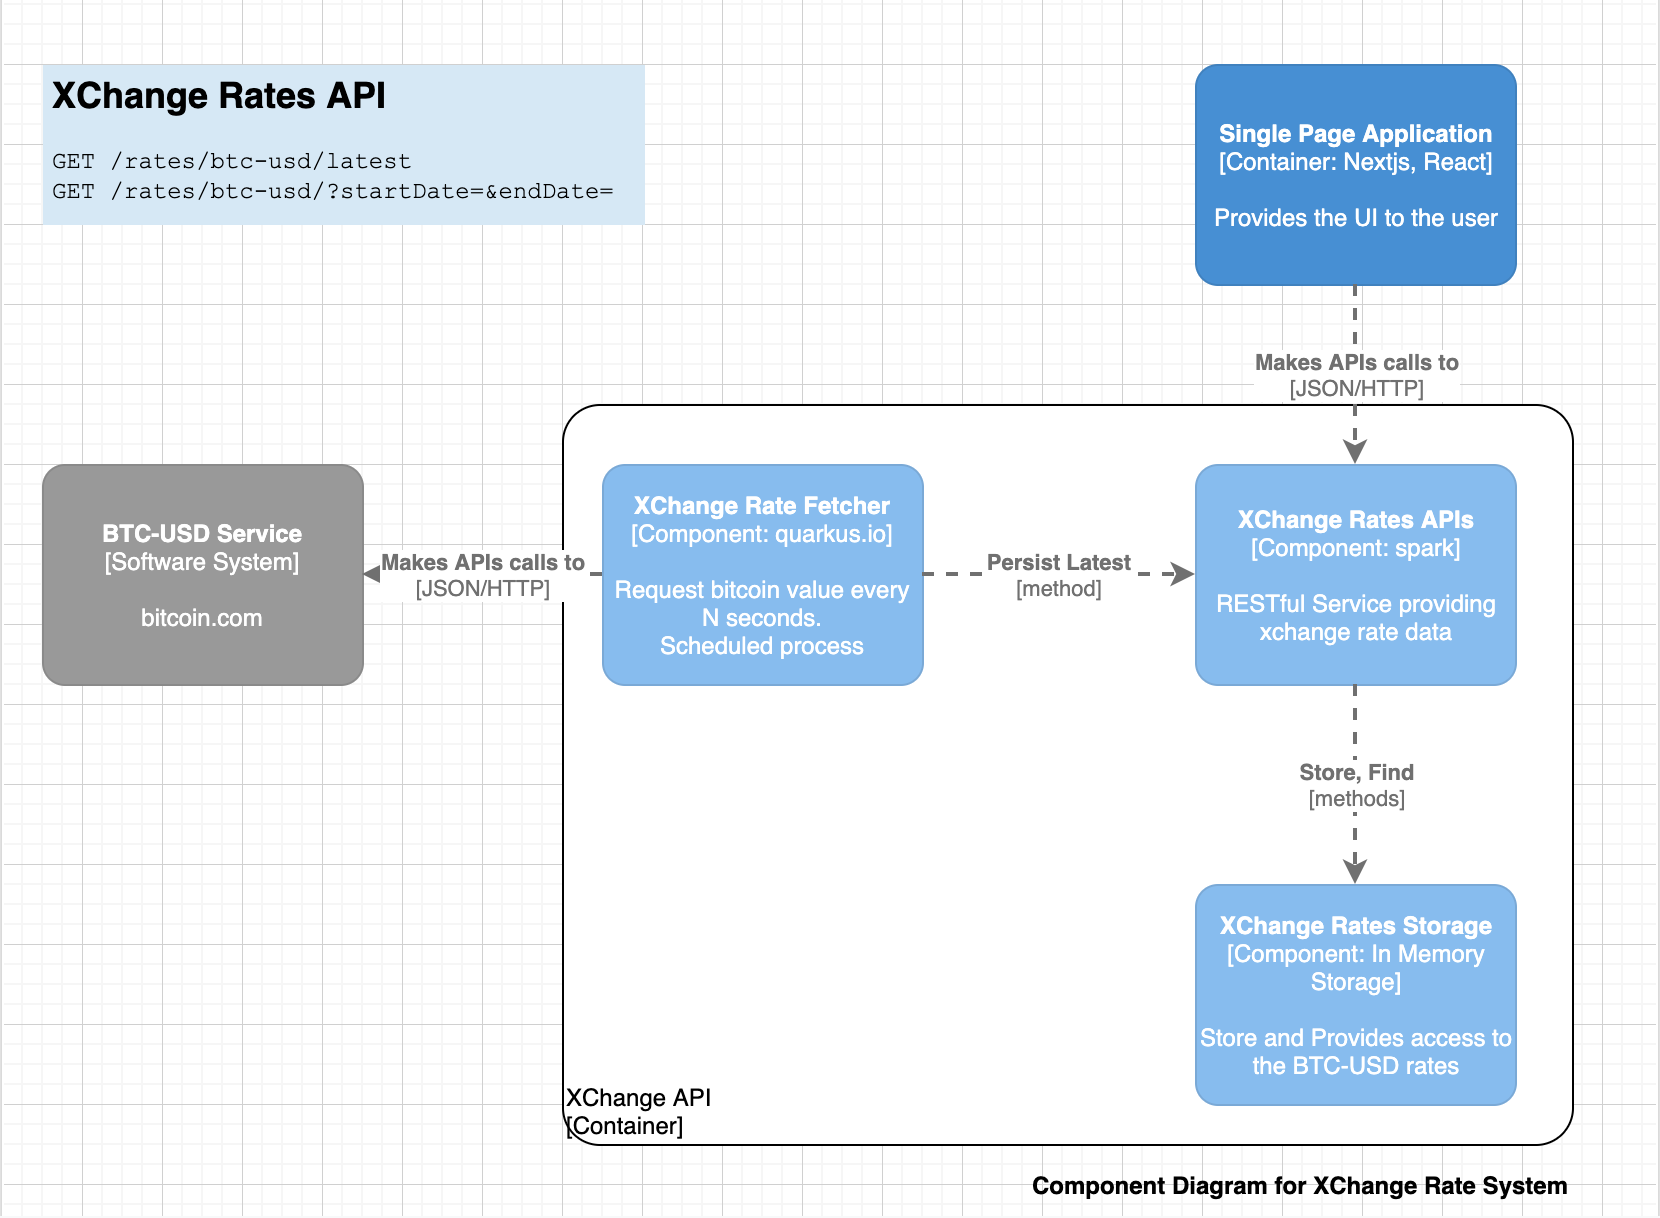 XChange Rates API
GET /rates/btc-usd/latest
GET /rates/btc-usd/?startDate=&endDate=
Single Page Application
[Container: Nextjs, React]
Provides the UI to the user
Makes APIs calls to
[JSON/HTTP]
BTC-USD Service
[Software System]
bitcoin.com
Makes APIs calls to
[JSON/HTTP]
XChange Rate Fetcher
[Component: quarkus.io]
Request bitcoin value every
N seconds.
Scheduled process
Persist Latest
[method]
XChange Rates APIs
[Component: spark]
RESTful Service providing
xchange rate data
Store, Find
[methods]
XChange Rates Storage
[Component: In Memory
Storage]
Store and Provides access to
the BTC-USD rates
XChange API
[Container]
Component Diagram for XChange Rate System